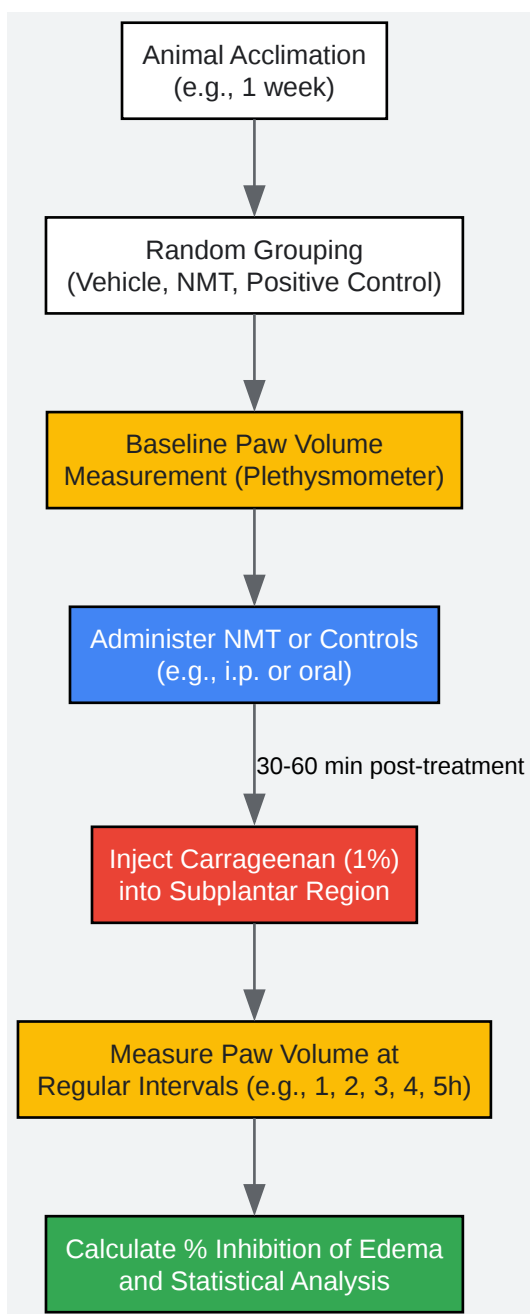 Animal Acclimation
(e.g., 1 week)
Random Grouping
(Vehicle, NMT, Positive Control)
Baseline Paw Volume
Measurement (Plethysmometer)
Administer NMT or Controls
(e.g., i.p. or oral)
30-60 min post-treatment
Inject Carrageenan (1%)
into Subplantar Region
Measure Paw Volume at
Regular Intervals (e.g., 1, 2, 3, 4, 5h)
Calculate % Inhibition of Edema
and Statistical Analysis